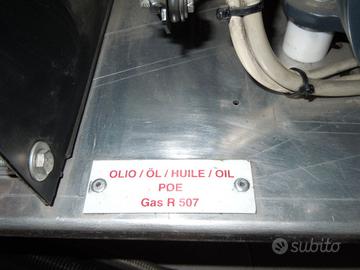 OLIO / ÖL / HUILE / OIL
POE
Gas R 507
subito